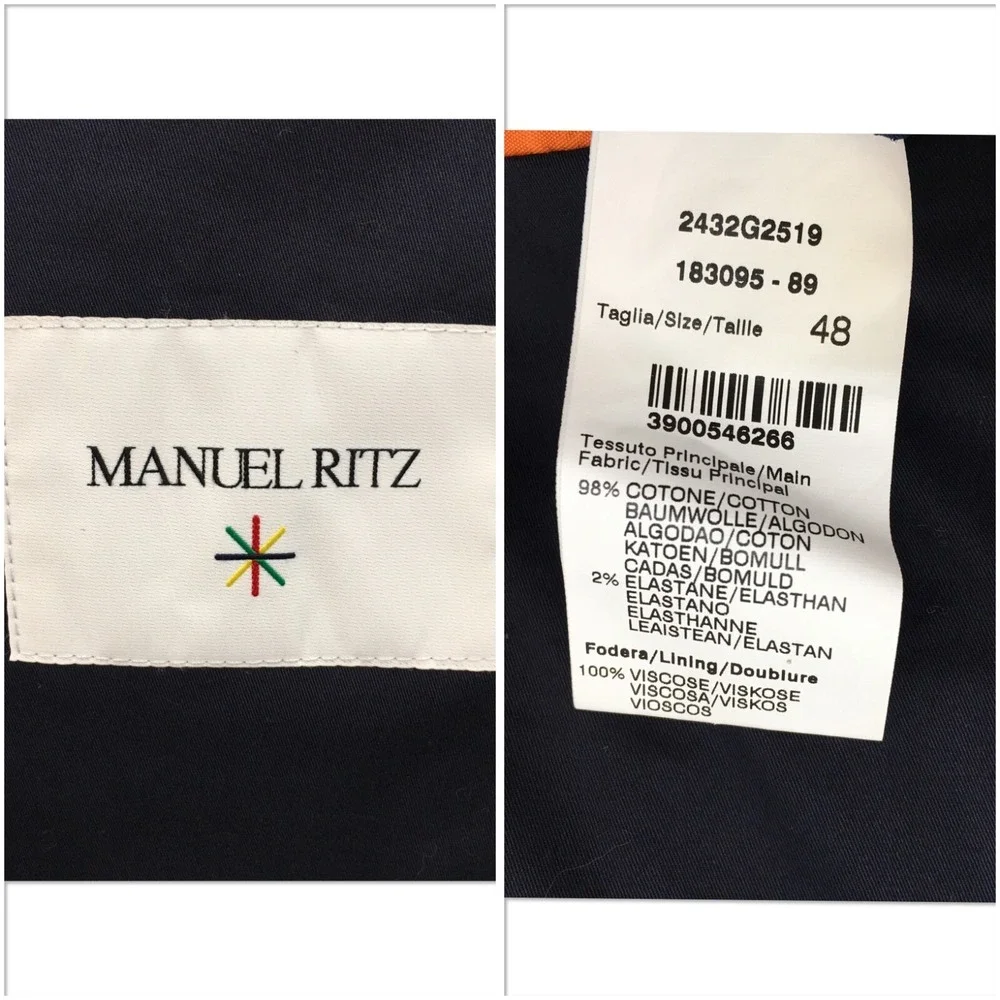 MANUEL RITZ
2432G2519
183095 - 89
Taglia/Size/Taille 48
3900546266
Tessuto Principale/Main
Fabric/Tissu Principal
98% COTONE/COTTON
BAUMWOLLE/ALGODON
ALGODAO/COTON
KATOEN/BOMULL
CADAS/BOMULD
2% ELASTANE/ELASTHAN
ELASTANO
ELASTHANNE
LEAISTEAN/ELASTAN
Fodera/Lining/Doublure
100% VISCOSE/VISKOSE
VISCOSA/VISKOS
VIOSCOS